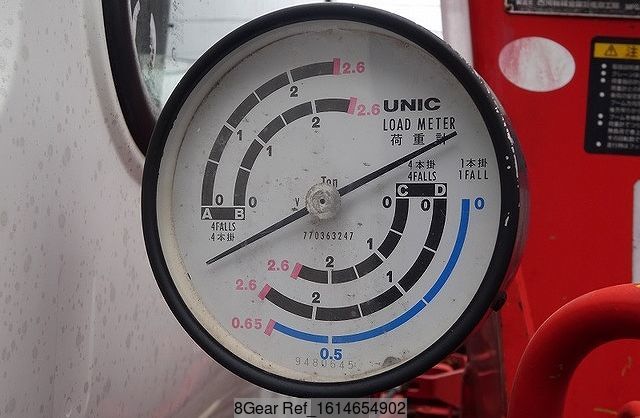 注
2.6
2.6
2
2
1
1
UNIC
LOAD METER
荷重計
4本掛
4FALLS
1本掛
1FALL
Ton
0
0
A B
4FALLS
4本掛
C D
0
0
0
770363247
1
2
2.6
1
2
2.6
0.65
0.5
9480645
8Gear Ref_1614654902